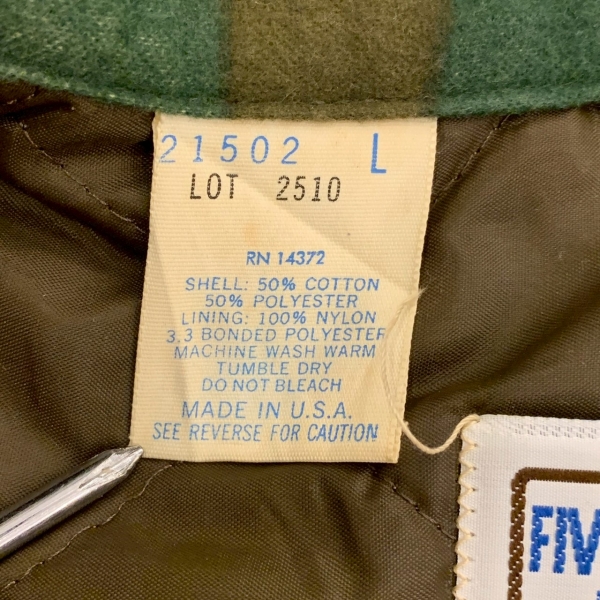 21502 L
LOT 2510
RN 14372
SHELL: 50% COTTON
50% POLYESTER
LINING: 100% NYLON
3.3 BONDED POLYESTER
MACHINE WASH WARM
TUMBLE DRY
DO NOT BLEACH
MADE IN U.S.A.
SEE REVERSE FOR CAUTION